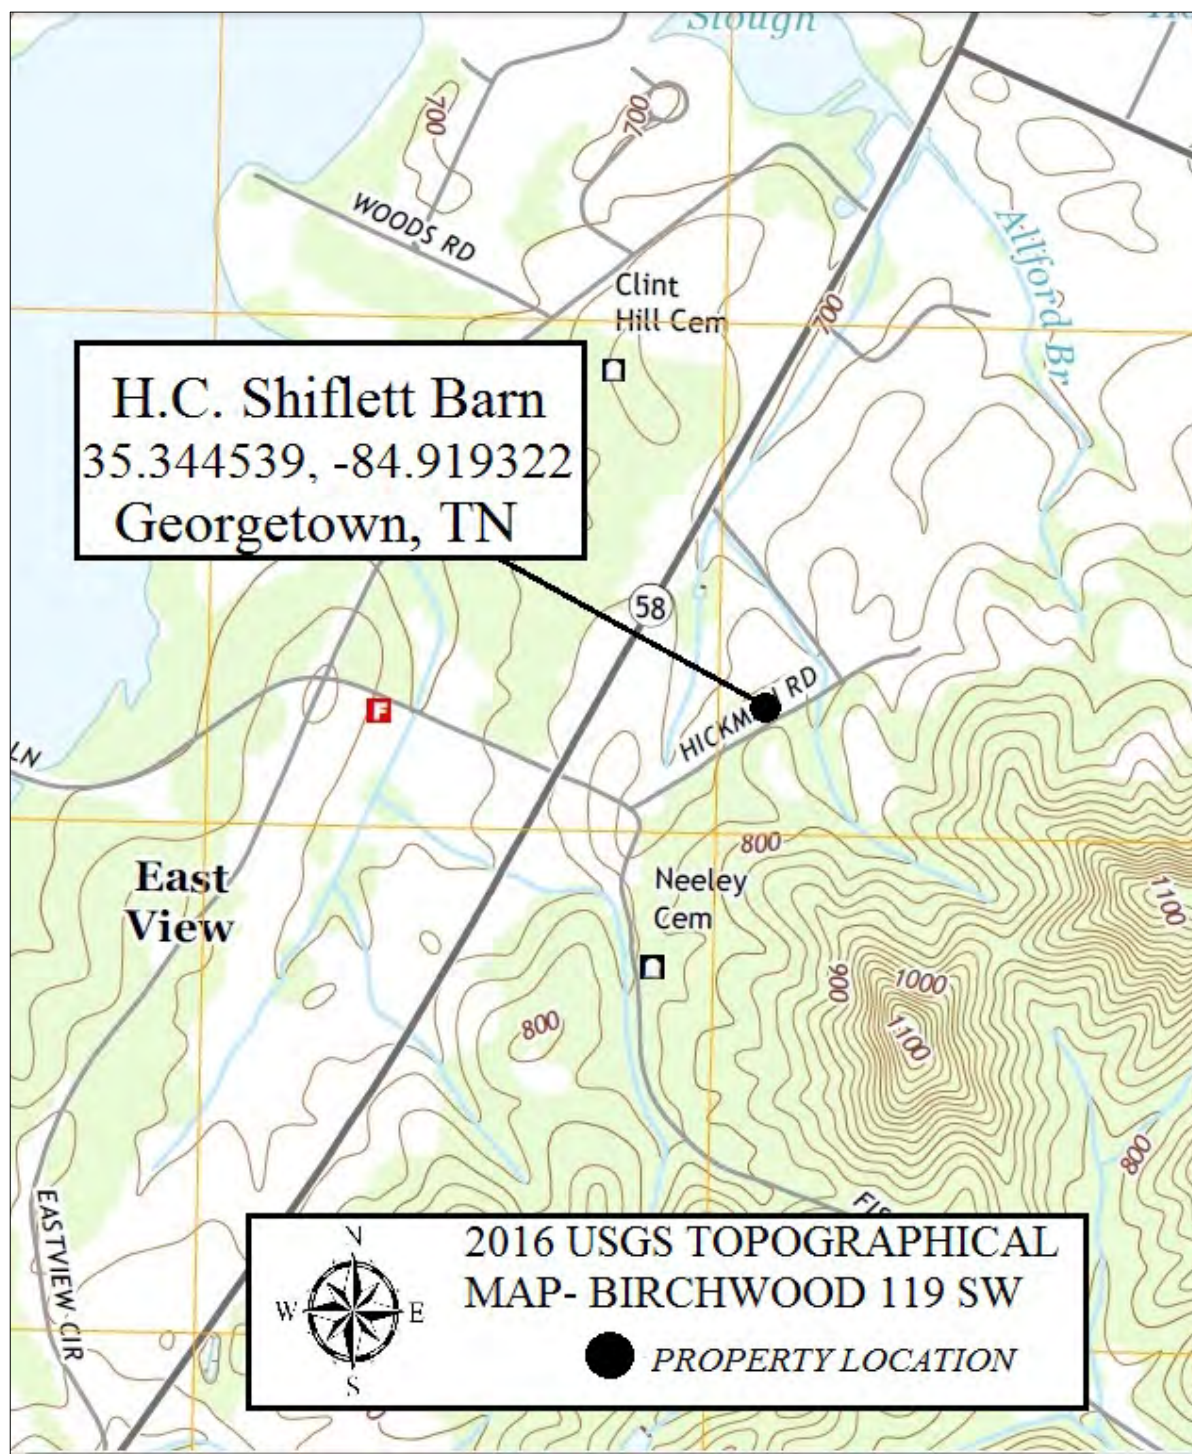 Slough
700
700
WOODS RD
Clint
Hill Cem
700
Allford Br
H.C. Shiflett Barn
35.344539, -84.919322
Georgetown, TN
58
HICKM RD
F
LN
800
Neeley
Cem
East
View
1100
900
1000
1100
800
800
EASTVIEW CIR
N
W E
S
2016 USGS TOPOGRAPHICAL
MAP- BIRCHWOOD 119 SW
PROPERTY LOCATION